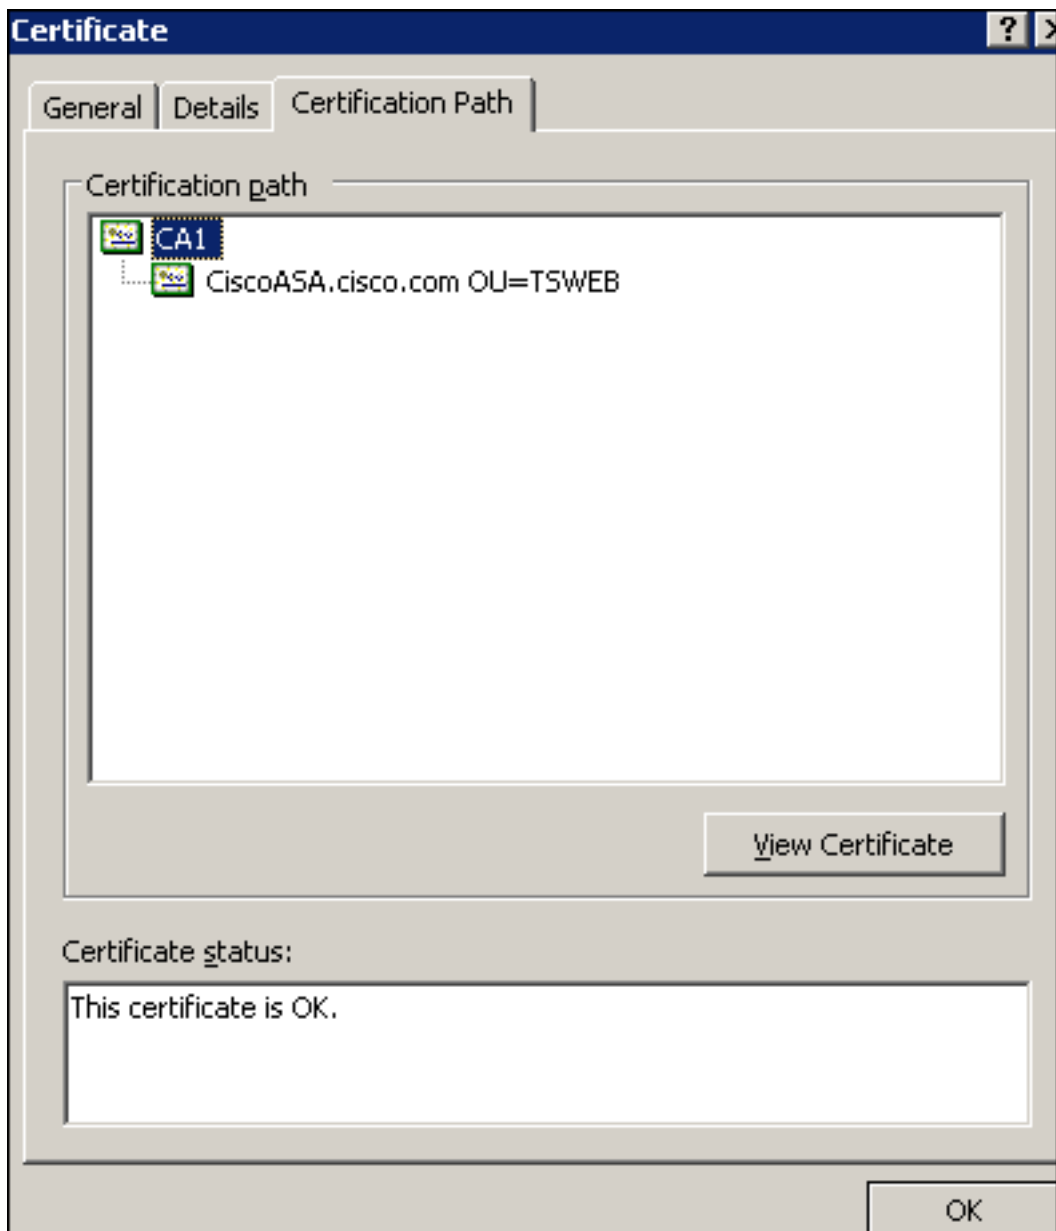 Certificate
General Details Certification Path
Certification path
CA1
CiscoASA.cisco.com OU=TSWEB
View Certificate
Certificate status:
This certificate is OK.
OK